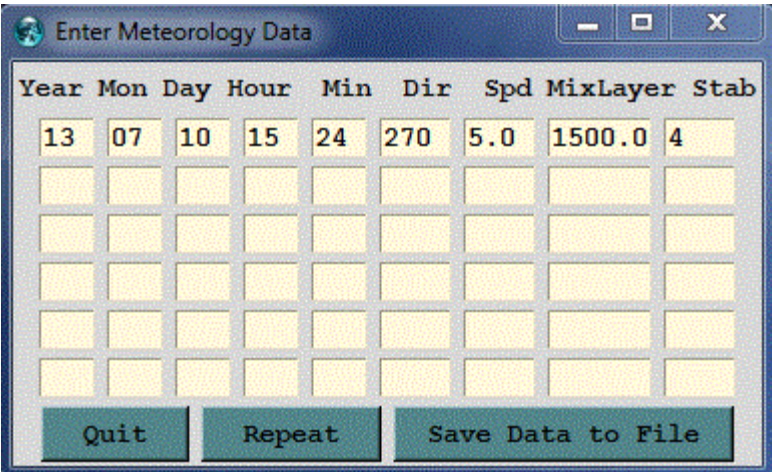 Enter Meteorology Data
Year Mon Day Hour Min Dir Spd MixLayer Stab
13 07 10 15 24 270 5.0 1500.0 4
Quit Repeat Save Data to File